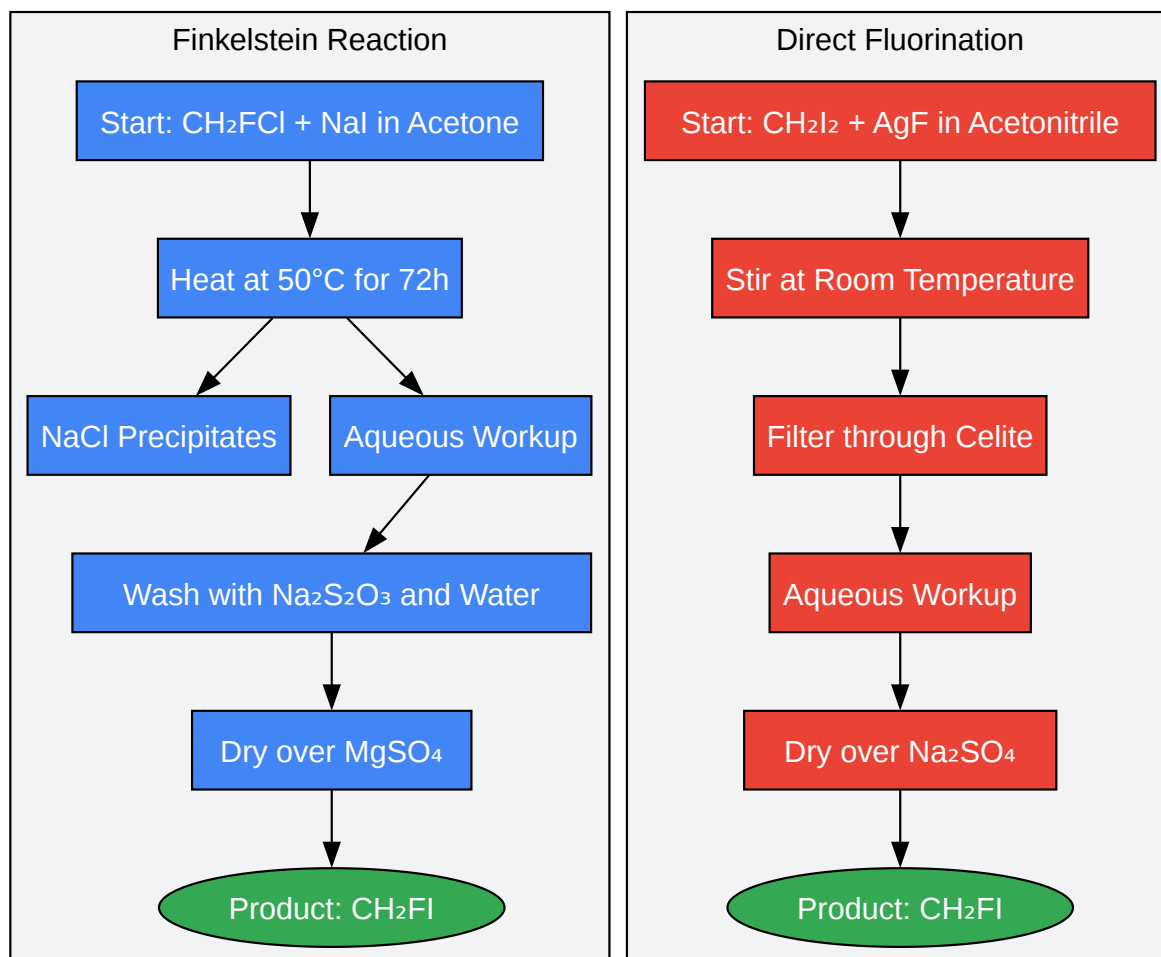 Finkelstein Reaction
Start: CH₂FCl + NaI in Acetone
Heat at 50°C for 72h
NaCl Precipitates
Aqueous Workup
Wash with Na₂S₂O₃ and Water
Dry over MgSO₄
Product: CH₂FI
Direct Fluorination
Start: CH₂I₂ + AgF in Acetonitrile
Stir at Room Temperature
Filter through Celite
Aqueous Workup
Dry over Na₂SO₄
Product: CH₂FI